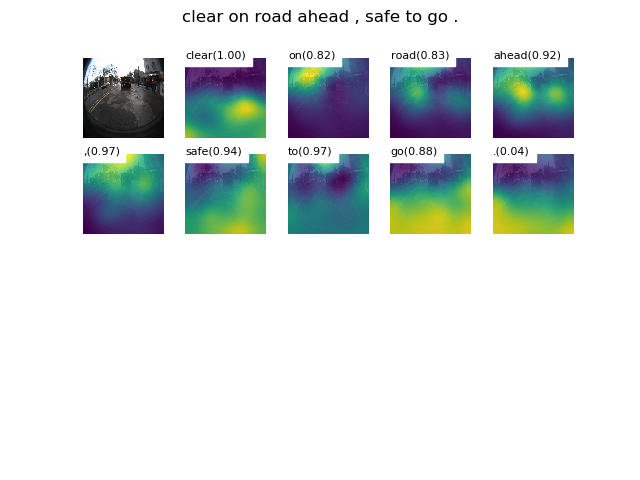 clear on road ahead , safe to go .
clear(1.00) on(0.82) road(0.83) ahead(0.92)
,(0.97) safe(0.94) to(0.97) go(0.88) .(0.04)